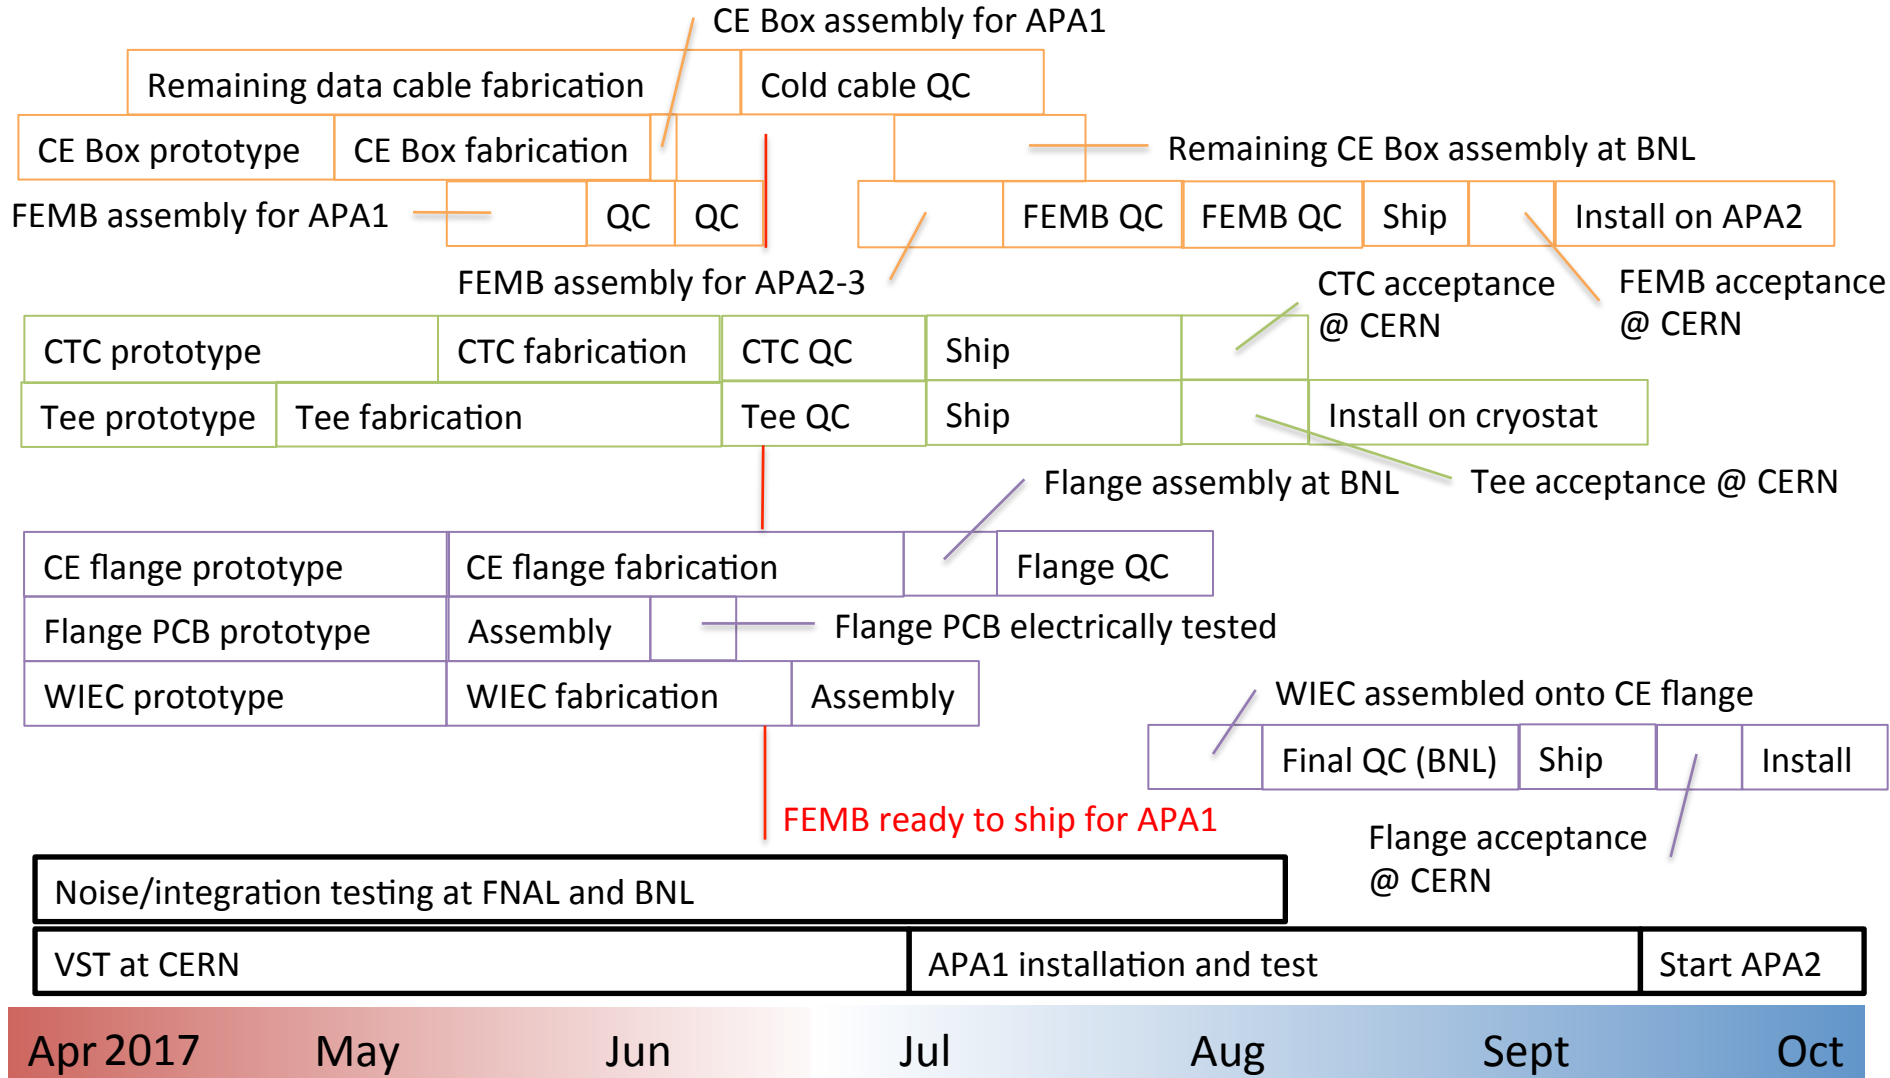 CE Box assembly for APA1
Remaining data cable fabrication
Cold cable QC
CE Box prototype
CE Box fabrication
Remaining CE Box assembly at BNL
FEMB assembly for APA1
QC
QC
FEMB QC
FEMB QC
Ship
Install on APA2
FEMB assembly for APA2-3
CTC acceptance
@ CERN
FEMB acceptance
@ CERN
CTC prototype
CTC fabrication
CTC QC
Ship
Tee prototype
Tee fabrication
Tee QC
Ship
Install on cryostat
Flange assembly at BNL
Tee acceptance @ CERN
CE flange prototype
CE flange fabrication
Flange QC
Flange PCB prototype
Assembly
Flange PCB electrically tested
WIEC prototype
WIEC fabrication
Assembly
WIEC assembled onto CE flange
Final QC (BNL)
Ship
Install
FEMB ready to ship for APA1
Flange acceptance
@ CERN
Noise/integration testing at FNAL and BNL
VST at CERN
APA1 installation and test
Start APA2
Apr 2017
May
Jun
Jul
Aug
Sept
Oct